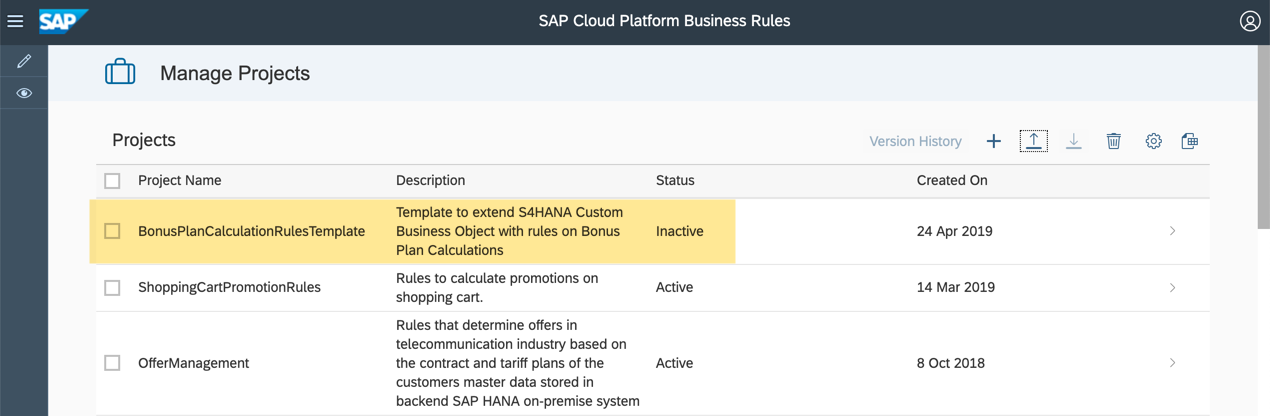 SAP
SAP Cloud Platform Business Rules
Manage Projects
Projects
Version History
Project Name Description Status Created On
BonusPlanCalculationRulesTemplate
Template to extend S4HANA Custom
Business Object with rules on Bonus
Plan Calculations
Inactive
24 Apr 2019
ShoppingCartPromotionRules
Rules to calculate promotions on
shopping cart.
Active
14 Mar 2019
OfferManagement
Rules that determine offers in
telecommunication industry based on
the contract and tariff plans of the
customers master data stored in
backend SAP HANA on-premise system
Active
8 Oct 2018